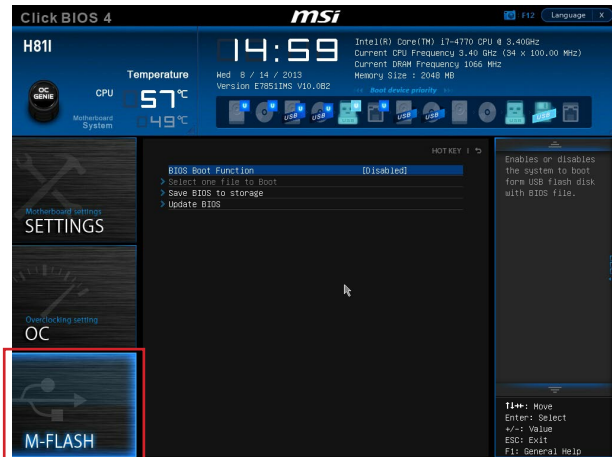 Click BIOS 4
msi
F12
Language
X
H81I
14:59
Wed 8 / 14 / 2013
Version E7851IMS V10.0B2
Intel(R) Core(TM) i7-4770 CPU @ 3.40GHz
Current CPU Frequency 3.40 GHz (34 x 100.00 MHz)
Current DRAM Frequency 1066 MHz
Memory Size : 2048 MB
Boot device priority
OC
GENIE
Temperature
CPU 57°C
Motherboard
System 49°C
USB USB USB USB USB
HOT KEY
BIOS Boot Function [Disabled]
Select one file to Boot
Save BIOS to storage
Update BIOS
Enables or disables
the system to boot
form USB flash disk
with BIOS file.
Motherboard settings
SETTINGS
Overclocking setting
OC
M-FLASH
↑↓→←: Move
Enter: Select
+/-: Value
ESC: Exit
F1: General Help